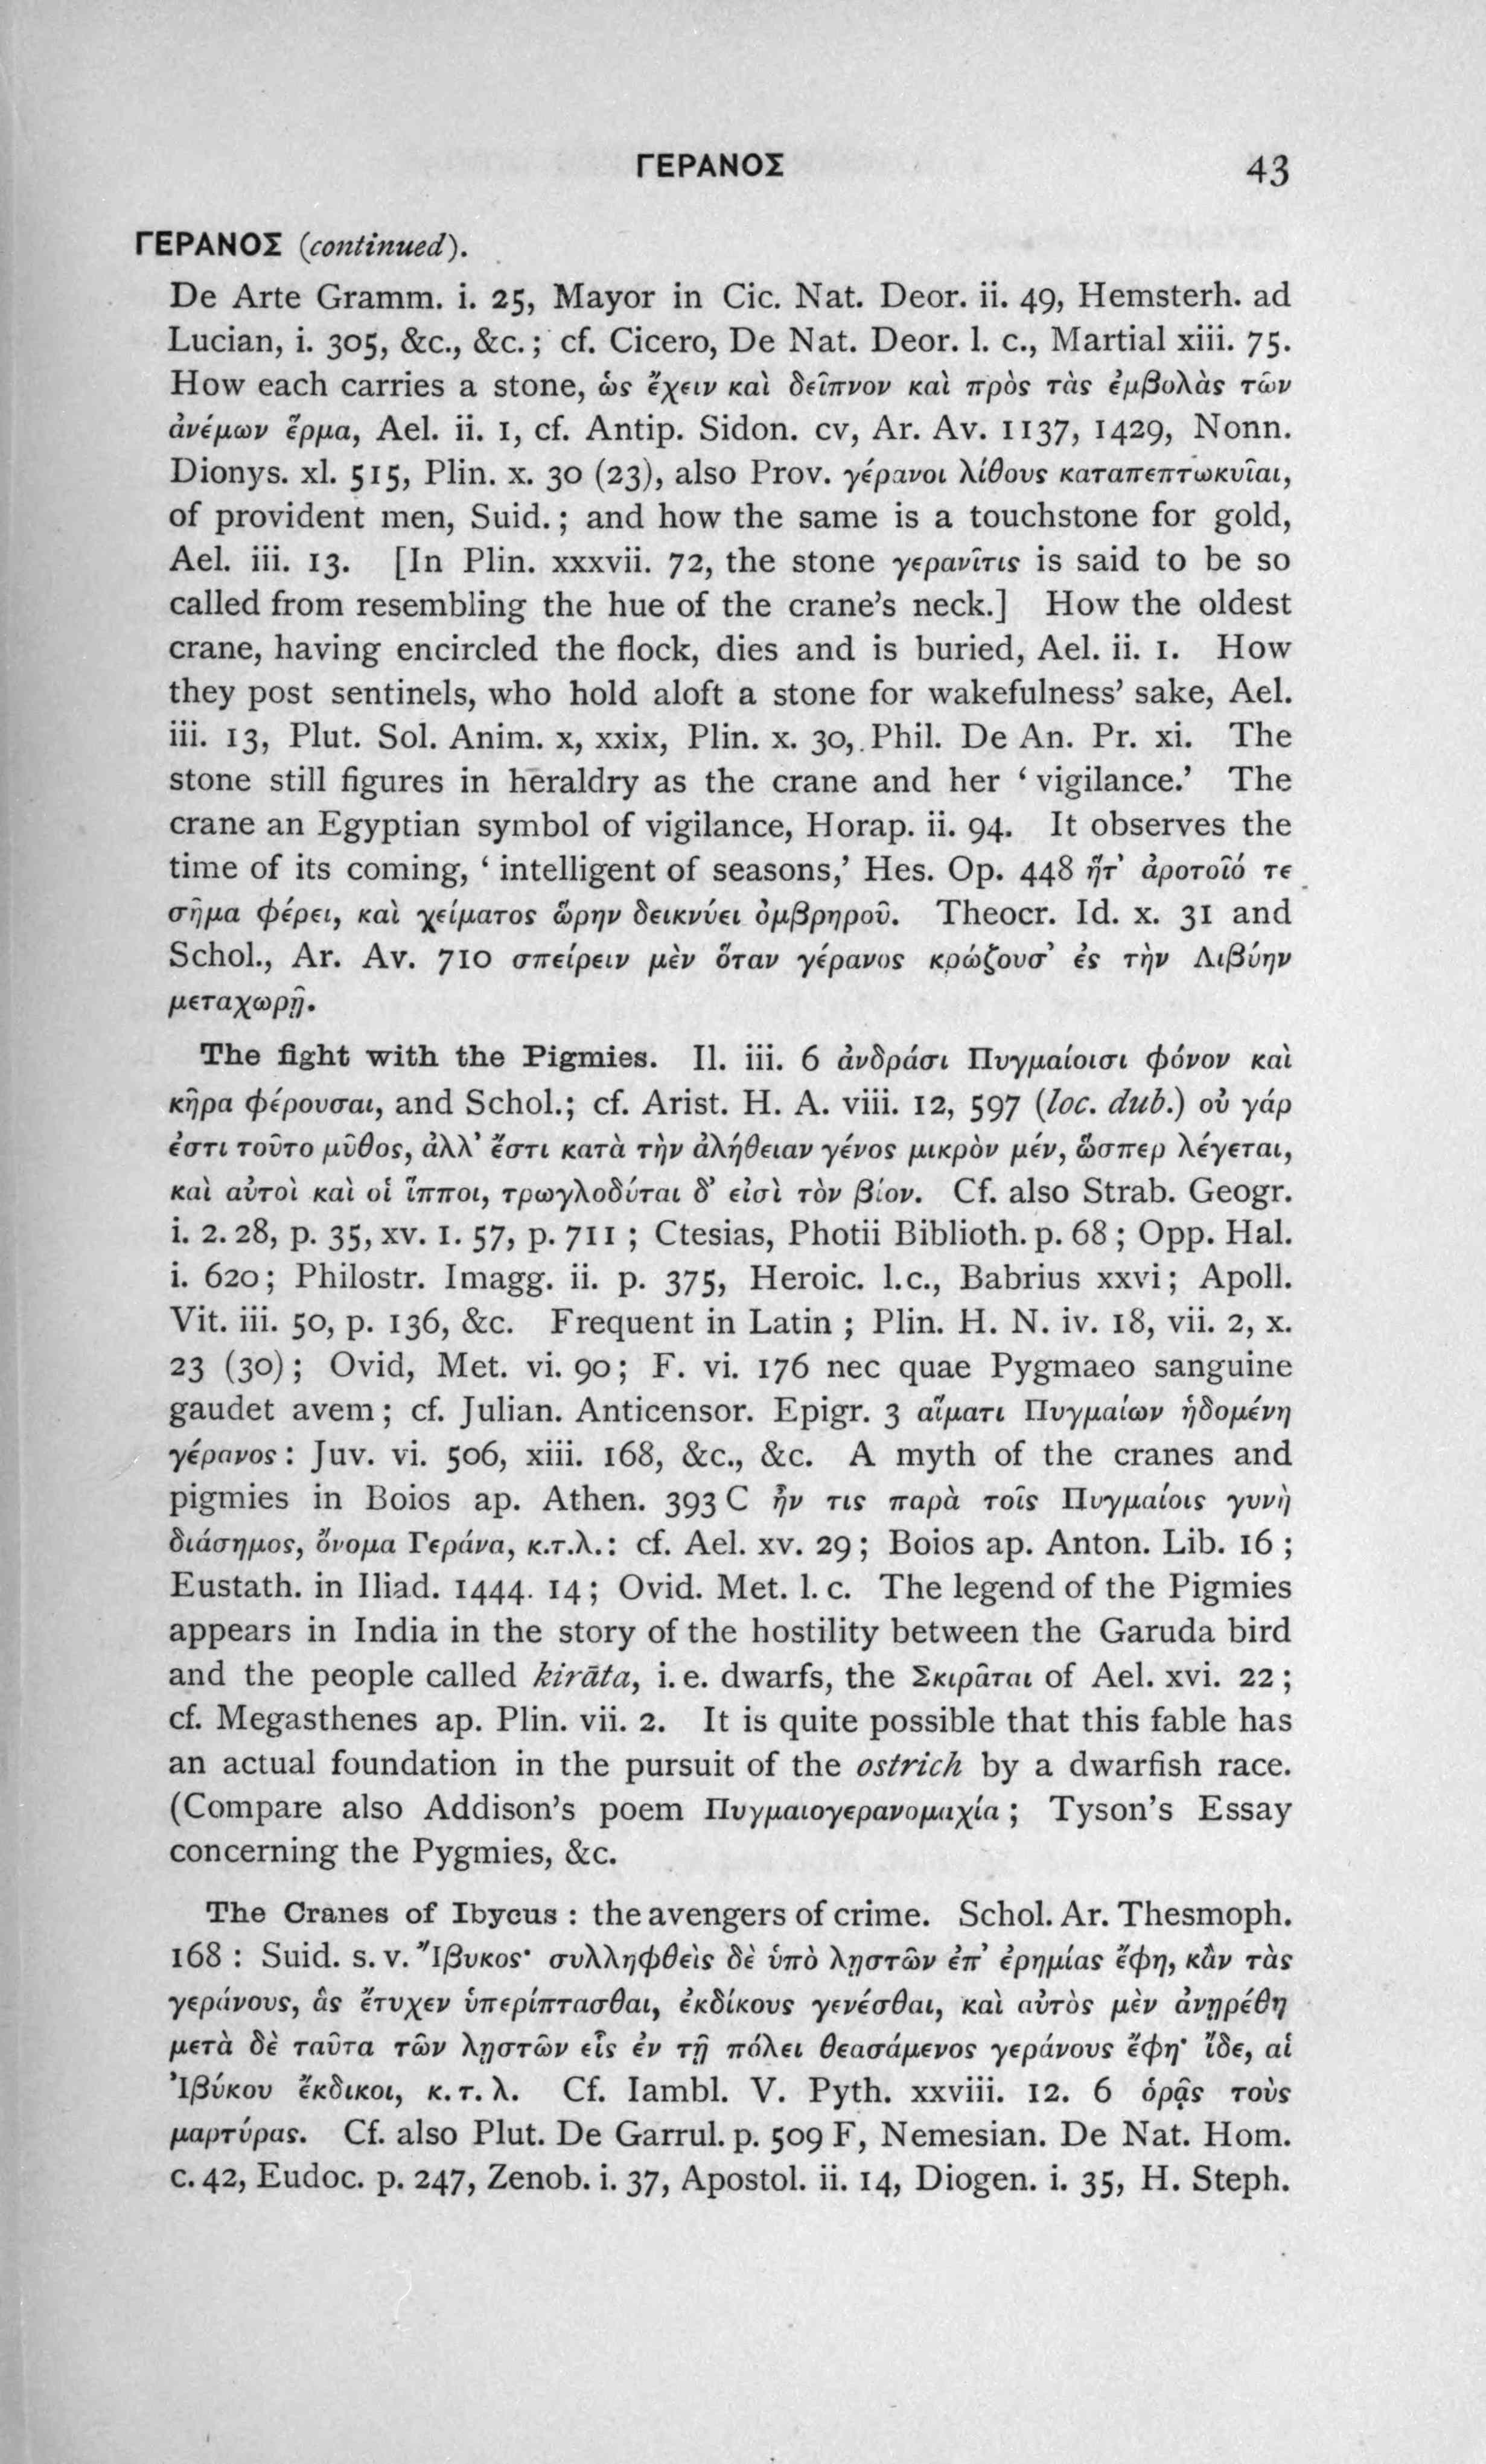 ΓΕΡΑΝΟΣ 43
ΓΕΡΑΝΟΣ (continued).
De Arte Gramm. i. 25, Mayor in Cic. Nat. Deor. ii. 49, Hemsterh. ad
Lucian, i. 305, &c., &c.; cf. Cicero, De Nat. Deor. l. c., Martial xiii. 75.
How each carries a stone, ὡς ἔχειν καὶ δεῖπνον καὶ πρὸς τὰς ἐμβολὰς τῶν
ἀνέμων ἕρμα, Ael. ii. 1, cf. Antip. Sidon. cv, Ar. Av. 1137, 1429, Nonn.
Dionys. xl. 515, Plin. x. 30 (23), also Prov. γέρανοι λίθους καταπεπτωκυῖαι,
of provident men, Suid.; and how the same is a touchstone for gold,
Ael. iii. 13. [In Plin. xxxvii. 72, the stone γερανῖτις is said to be so
called from resembling the hue of the crane's neck.] How the oldest
crane, having encircled the flock, dies and is buried, Ael. ii. 1. How
they post sentinels, who hold aloft a stone for wakefulness' sake, Ael.
iii. 13, Plut. Sol. Anim. x, xxix, Plin. x. 30, Phil. De An. Pr. xi. The
stone still figures in heraldry as the crane and her 'vigilance.' The
crane an Egyptian symbol of vigilance, Horap. ii. 94. It observes the
time of its coming, 'intelligent of seasons,' Hes. Op. 448 ἥτ' ἀροτοῖό τε
σῆμα φέρει, καὶ χείματος ὥρην δεικνύει ὀμβρηροῦ. Theocr. Id. x. 31 and
Schol., Ar. Av. 710 σπείρειν μὲν ὅταν γέρανος κρώζουσ' ἐς τὴν Λιβύην
μεταχωρῇ.
The fight with the Pigmies. Il. iii. 6 ἀνδράσι Πυγμαίοισι φόνον καὶ
κῆρα φέρουσαι, and Schol.; cf. Arist. H. A. viii. 12, 597 (loc. dub.) οὐ γάρ
ἐστι τοῦτο μῦθος, ἀλλ' ἔστι κατὰ τὴν ἀλήθειαν γένος μικρὸν μέν, ὥσπερ λέγεται,
καὶ αὐτοὶ καὶ οἱ ἵπποι, τρωγλοδύται δ' εἰσὶ τὸν βίον. Cf. also Strab. Geogr.
i. 2. 28, p. 35, xv. 1. 57, p. 711; Ctesias, Photii Biblioth. p. 68; Opp. Hal.
i. 620; Philostr. Imagg. ii. p. 375, Heroic. l.c., Babrius xxvi; Apoll.
Vit. iii. 50, p. 136, &c. Frequent in Latin; Plin. H. N. iv. 18, vii. 2, x.
23 (30); Ovid, Met. vi. 90; F. vi. 176 nec quae Pygmaeo sanguine
gaudet avem; cf. Julian. Anticensor. Epigr. 3 αἵματι Πυγμαίων ἡδομένη
γέρανος: Juv. vi. 506, xiii. 168, &c., &c. A myth of the cranes and
pigmies in Boios ap. Athen. 393 C ἦν τις παρὰ τοῖς Πυγμαίοις γυνὴ
διάσημος, ὄνομα Γεράνα, κ.τ.λ.: cf. Ael. xv. 29; Boios ap. Anton. Lib. 16;
Eustath. in Iliad. 1444. 14; Ovid. Met. l. c. The legend of the Pigmies
appears in India in the story of the hostility between the Garuda bird
and the people called kirāta, i. e. dwarfs, the Σκιρᾶται of Ael. xvi. 22;
cf. Megasthenes ap. Plin. vii. 2. It is quite possible that this fable has
an actual foundation in the pursuit of the ostrich by a dwarfish race.
(Compare also Addison's poem Πυγμαιογερανομαχία; Tyson's Essay
concerning the Pygmies, &c.
The Cranes of Ibycus: the avengers of crime. Schol. Ar. Thesmoph.
168: Suid. s. v. Ἴβυκος· συλληφθεὶς δὲ ὑπὸ λῃστῶν ἐπ' ἐρημίας ἔφη, κἂν τὰς
γεράνους, ἃς ἔτυχεν ὑπερίπτασθαι, ἐκδίκους γενέσθαι, καὶ αὐτὸς μὲν ἀνῃρέθη
μετὰ δὲ ταῦτα τῶν λῃστῶν εἷς ἐν τῇ πόλει θεασάμενος γεράνους ἔφη· ἴδε, αἱ
Ἰβύκου ἔκδικοι, κ. τ. λ. Cf. Iambl. V. Pyth. xxviii. 12. 6 ὁρᾷς τοὺς
μαρτύρας. Cf. also Plut. De Garrul. p. 509 F, Nemesian. De Nat. Hom.
c. 42, Eudoc. p. 247, Zenob. i. 37, Apostol. ii. 14, Diogen. i. 35, H. Steph.